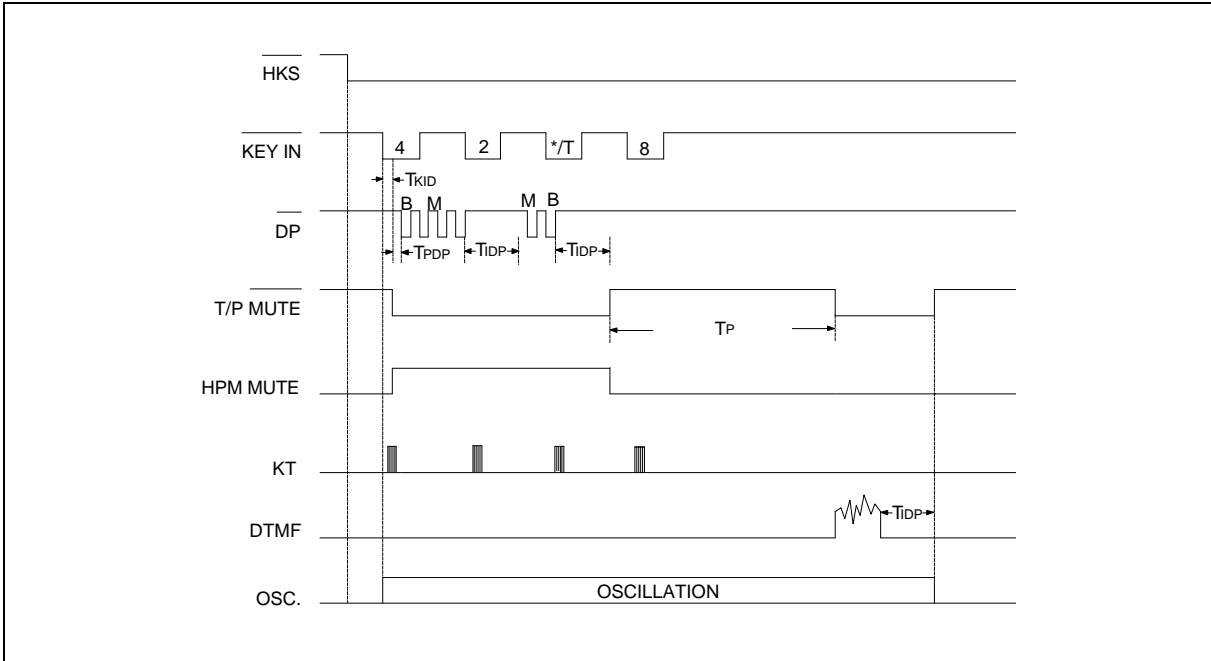 HKS
KEY IN 4 2 */T 8
TKID
B M M B
DP
TPDP TIDP TIDP
T/P MUTE
TP
HPM MUTE
KT
DTMF TIDP
OSCILLATION
OSC.